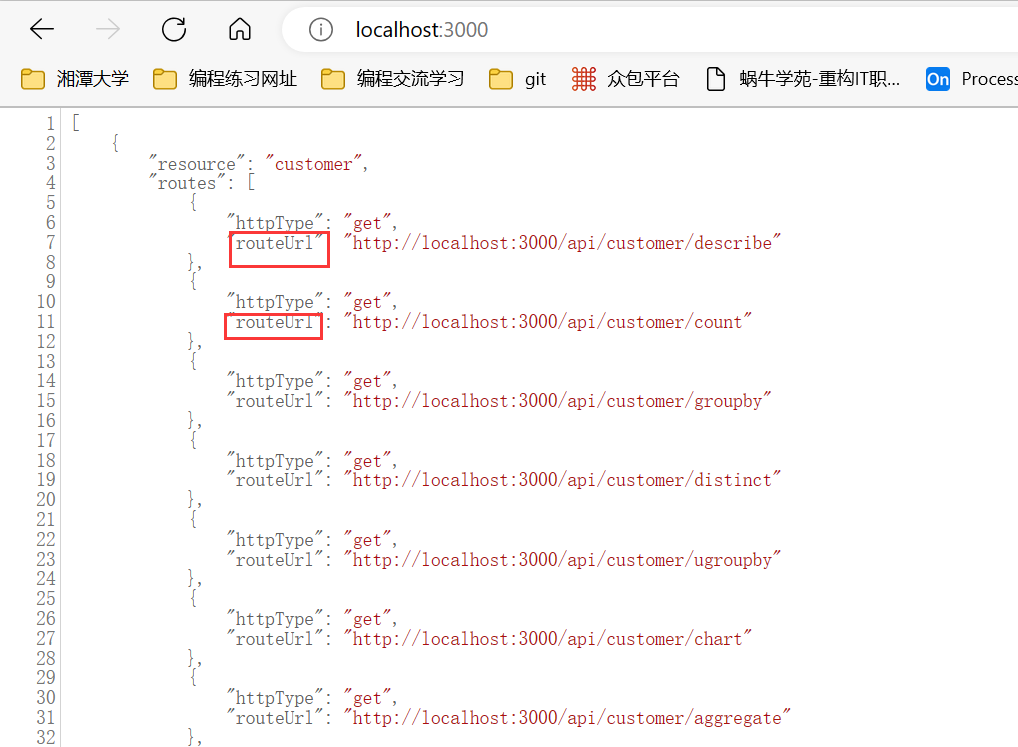 localhost:3000
湘潭大学 编程练习网址 编程交流学习 git 众包平台 蜗牛学苑-重构IT职... On Process
1 [
2 {
3 "resource": "customer",
4 "routes": [
5 {
6 "httpType": "get",
7 "routeUrl" "http://localhost:3000/api/customer/describe"
8 },
9 {
10 "httpType": "get",
11 "routeUrl": "http://localhost:3000/api/customer/count"
12 },
13 {
14 "httpType": "get",
15 "routeUrl": "http://localhost:3000/api/customer/groupby"
16 },
17 {
18 "httpType": "get",
19 "routeUrl": "http://localhost:3000/api/customer/distinct"
20 },
21 {
22 "httpType": "get",
23 "routeUrl": "http://localhost:3000/api/customer/ugroupby"
24 },
25 {
26 "httpType": "get",
27 "routeUrl": "http://localhost:3000/api/customer/chart"
28 },
29 {
30 "httpType": "get",
31 "routeUrl": "http://localhost:3000/api/customer/aggregate"
32 },